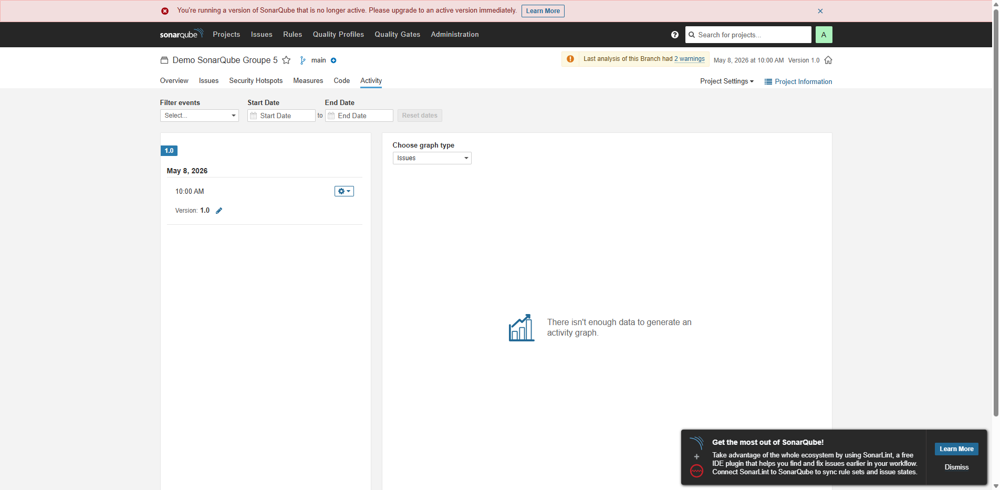 You're running a version of SonarQube that is no longer active. Please upgrade to an active version immediately. Learn More
sonarqube Projects Issues Rules Quality Profiles Quality Gates Administration Search for projects... A
Demo SonarQube Groupe 5 main Last analysis of this Branch had 2 warnings May 8, 2026 at 10:00 AM Version 1.0
Overview Issues Security Hotspots Measures Code Activity Project Settings Project Information
Filter events Start Date End Date
Select... Start Date to End Date Reset dates
1.0
May 8, 2026
10:00 AM
Version: 1.0
Choose graph type
Issues
There isn't enough data to generate an
activity graph.
Get the most out of SonarQube!
Take advantage of the whole ecosystem by using SonarLint, a free
IDE plugin that helps you find and fix issues earlier in your workflow.
Connect SonarLint to SonarQube to sync rule sets and issue states.
Learn More
Dismiss